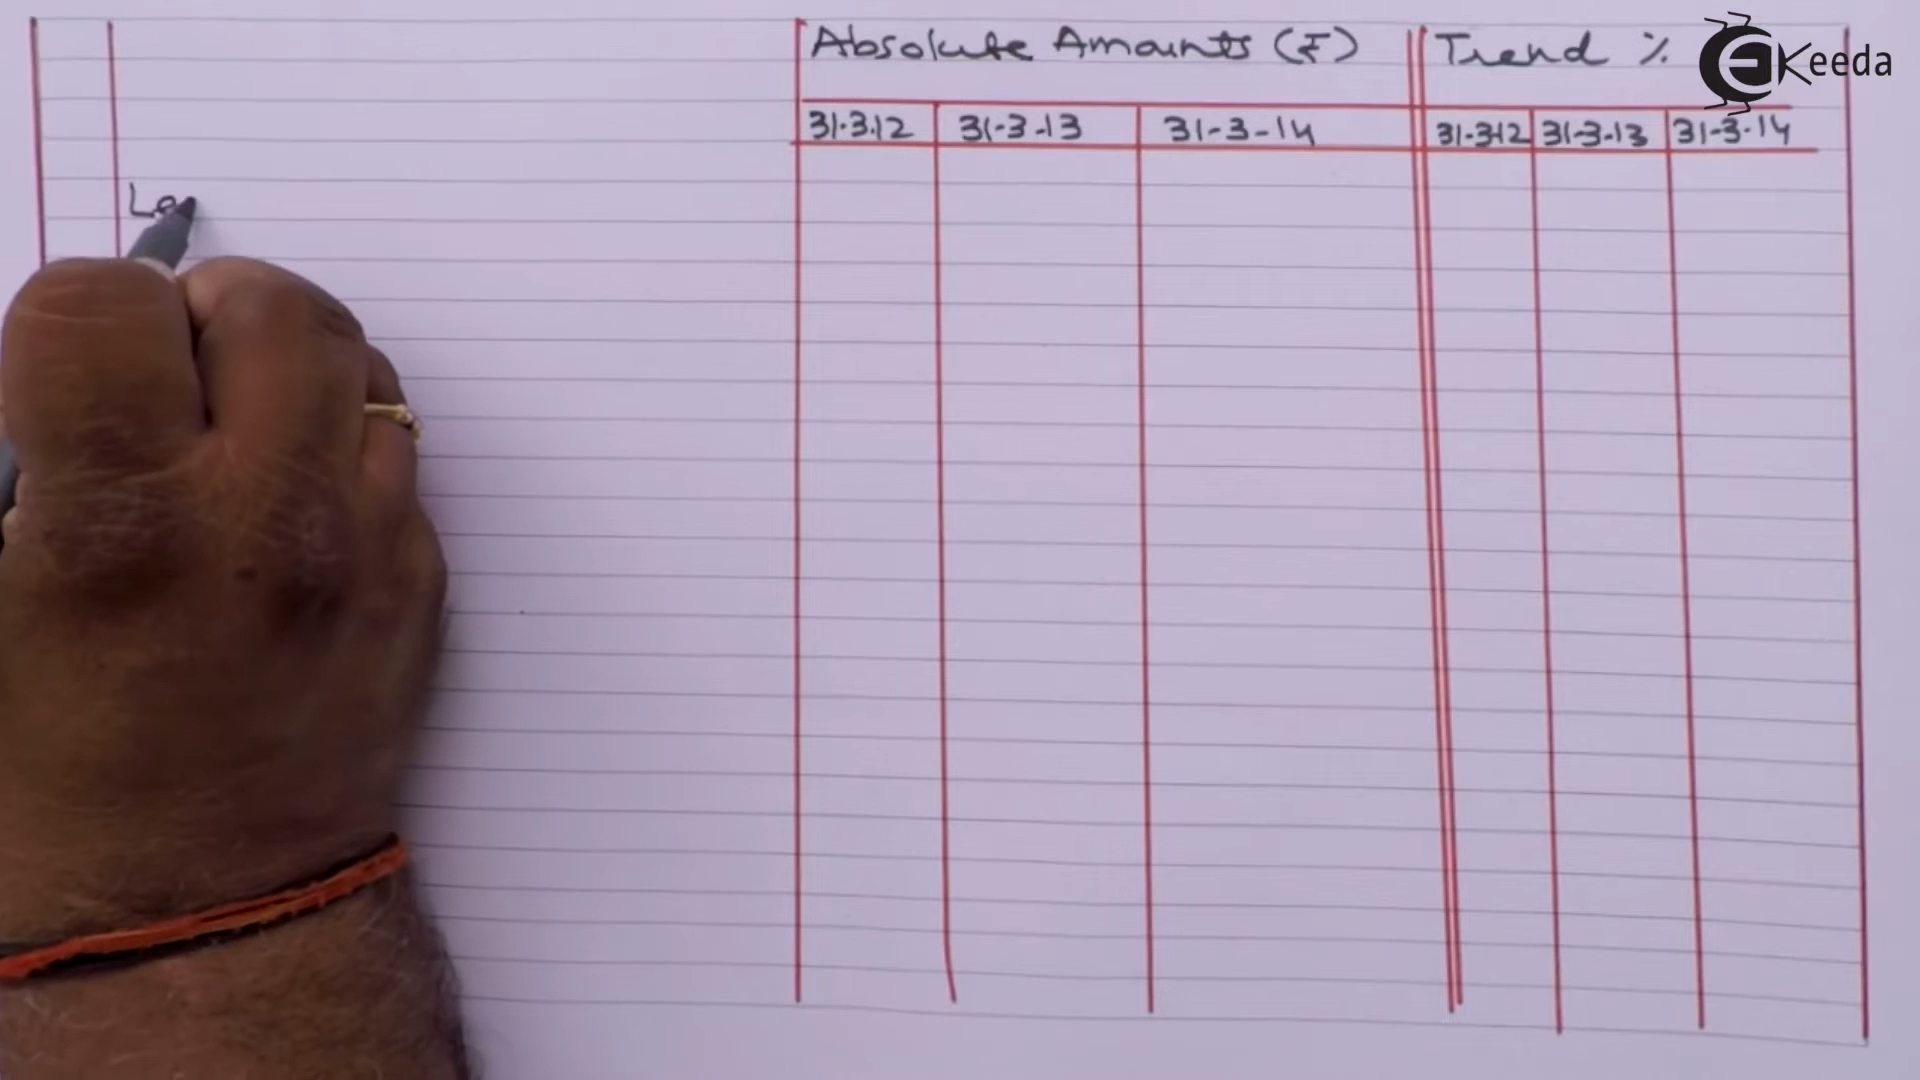 Absolute Amounts (₹) Trend %
EKeeda
31.3.12 31-3-13 31-3-14 31-3-12 31-3-13 31-3-14